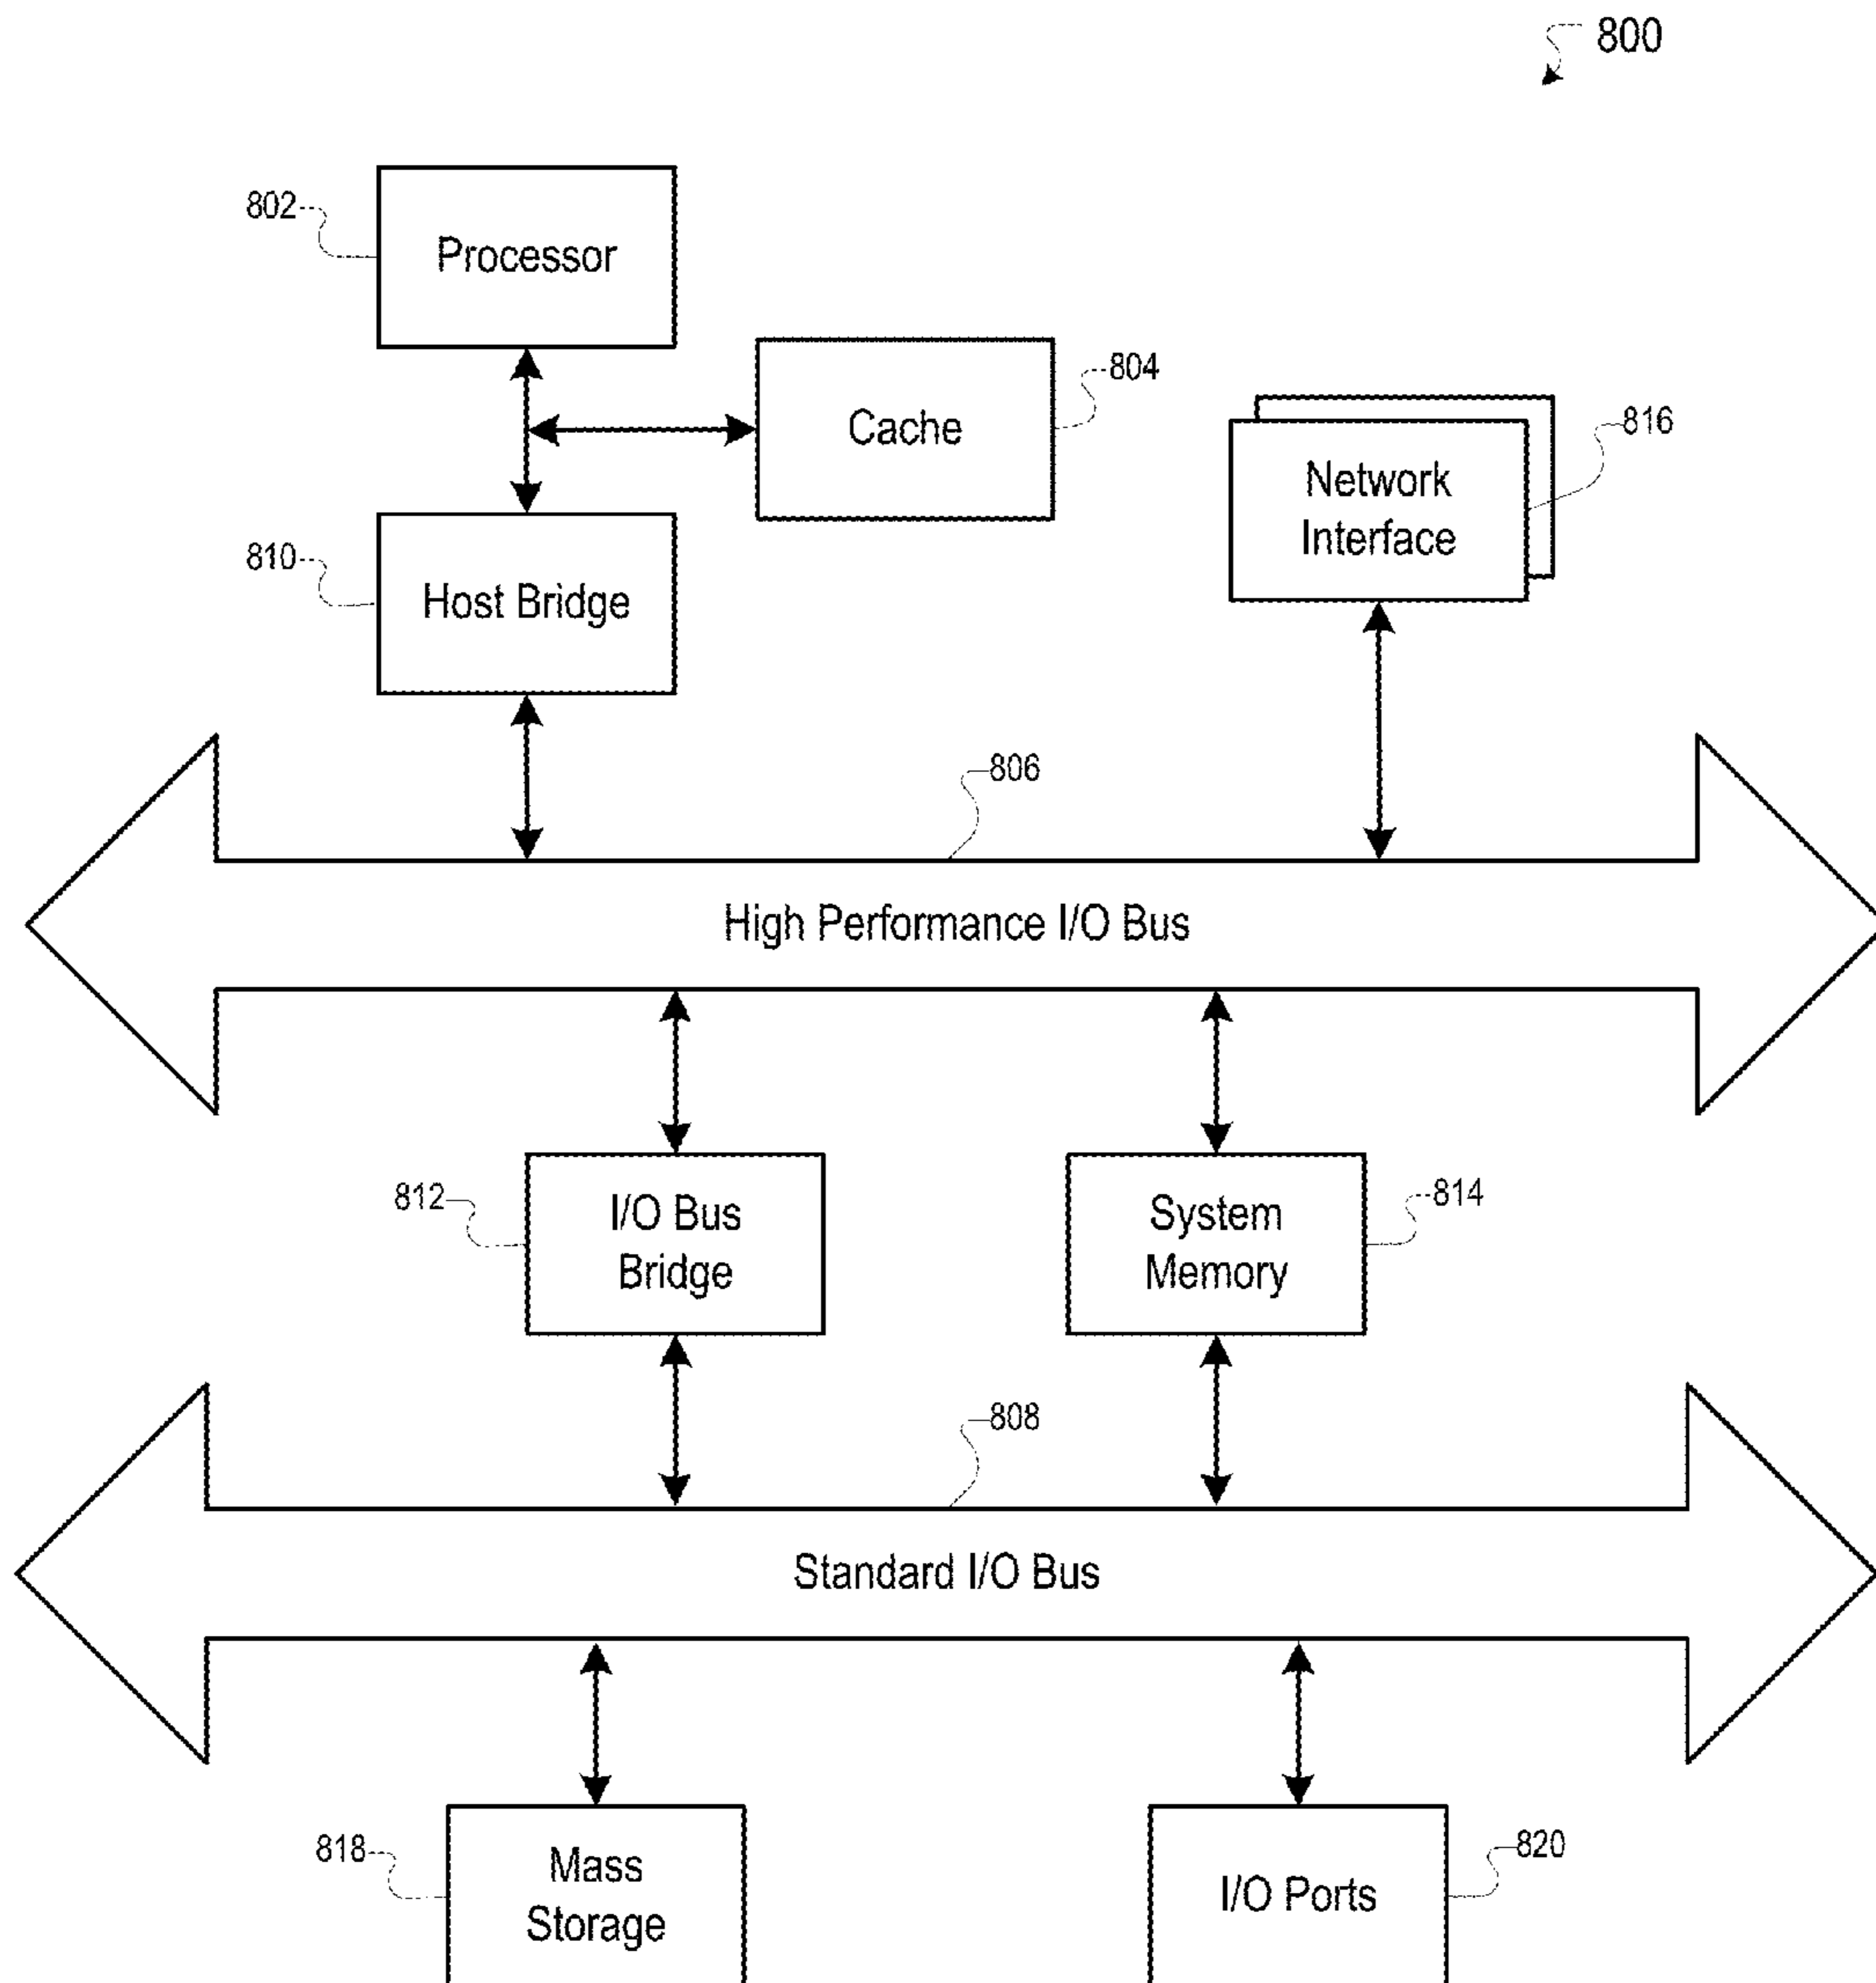 800
802
Processor
804
Cache
816
Network
Interface
810
Host Bridge
806
High Performance I/O Bus
812
I/O Bus
Bridge
814
System
Memory
808
Standard I/O Bus
818
Mass
Storage
820
I/O Ports